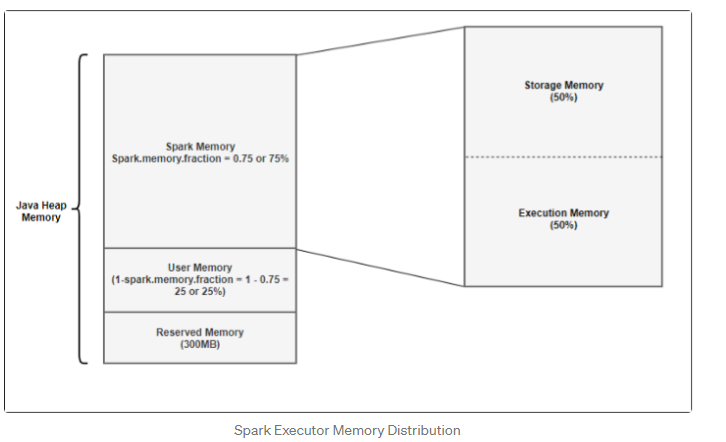 Storage Memory
(50%)
Spark Memory
Spark.memory.fraction = 0.75 or 75%
Java Heap
Memory
Execution Memory
(50%)
User Memory
(1-spark.memory.fraction = 1 - 0.75 =
25 or 25%)
Reserved Memory
(300MB)
Spark Executor Memory Distribution